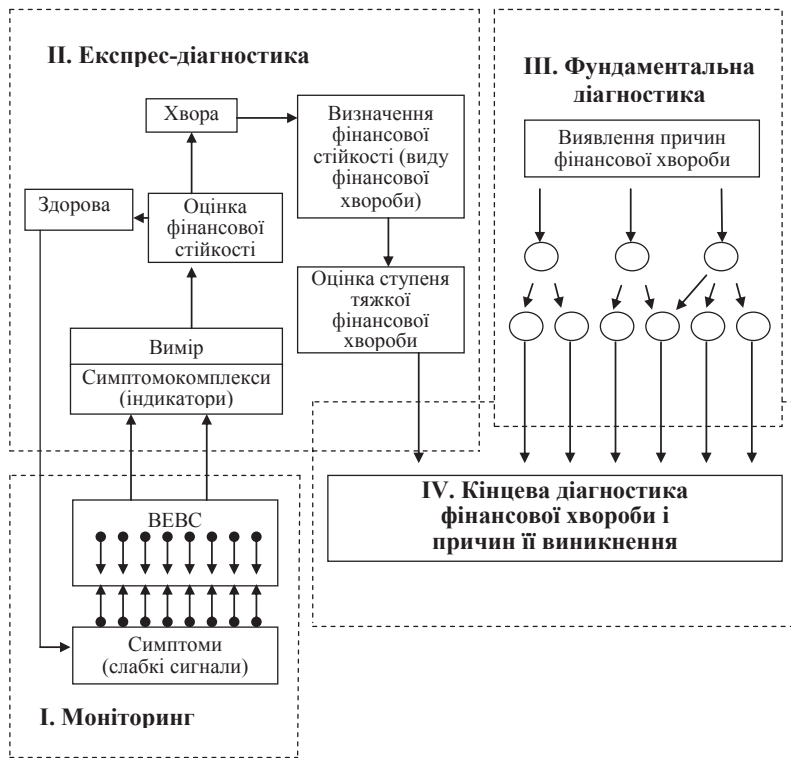 ІІ. Експрес-діагностика
Хвора
Визначення
фінансової
стійкості (виду
фінансової
хвороби)
Здорова
Оцінка
фінансової
стійкості
Оцінка ступеня
тяжкої
фінансової
хвороби
Вимір
Симптомокомплекси
(індикатори)
ІІІ. Фундаментальна
діагностика
Виявлення причин
фінансової хвороби
IV. Кінцева діагностика
фінансової хвороби і
причин її виникнення
ВЕВС
Симптоми
(слабкі сигнали)
І. Моніторинг